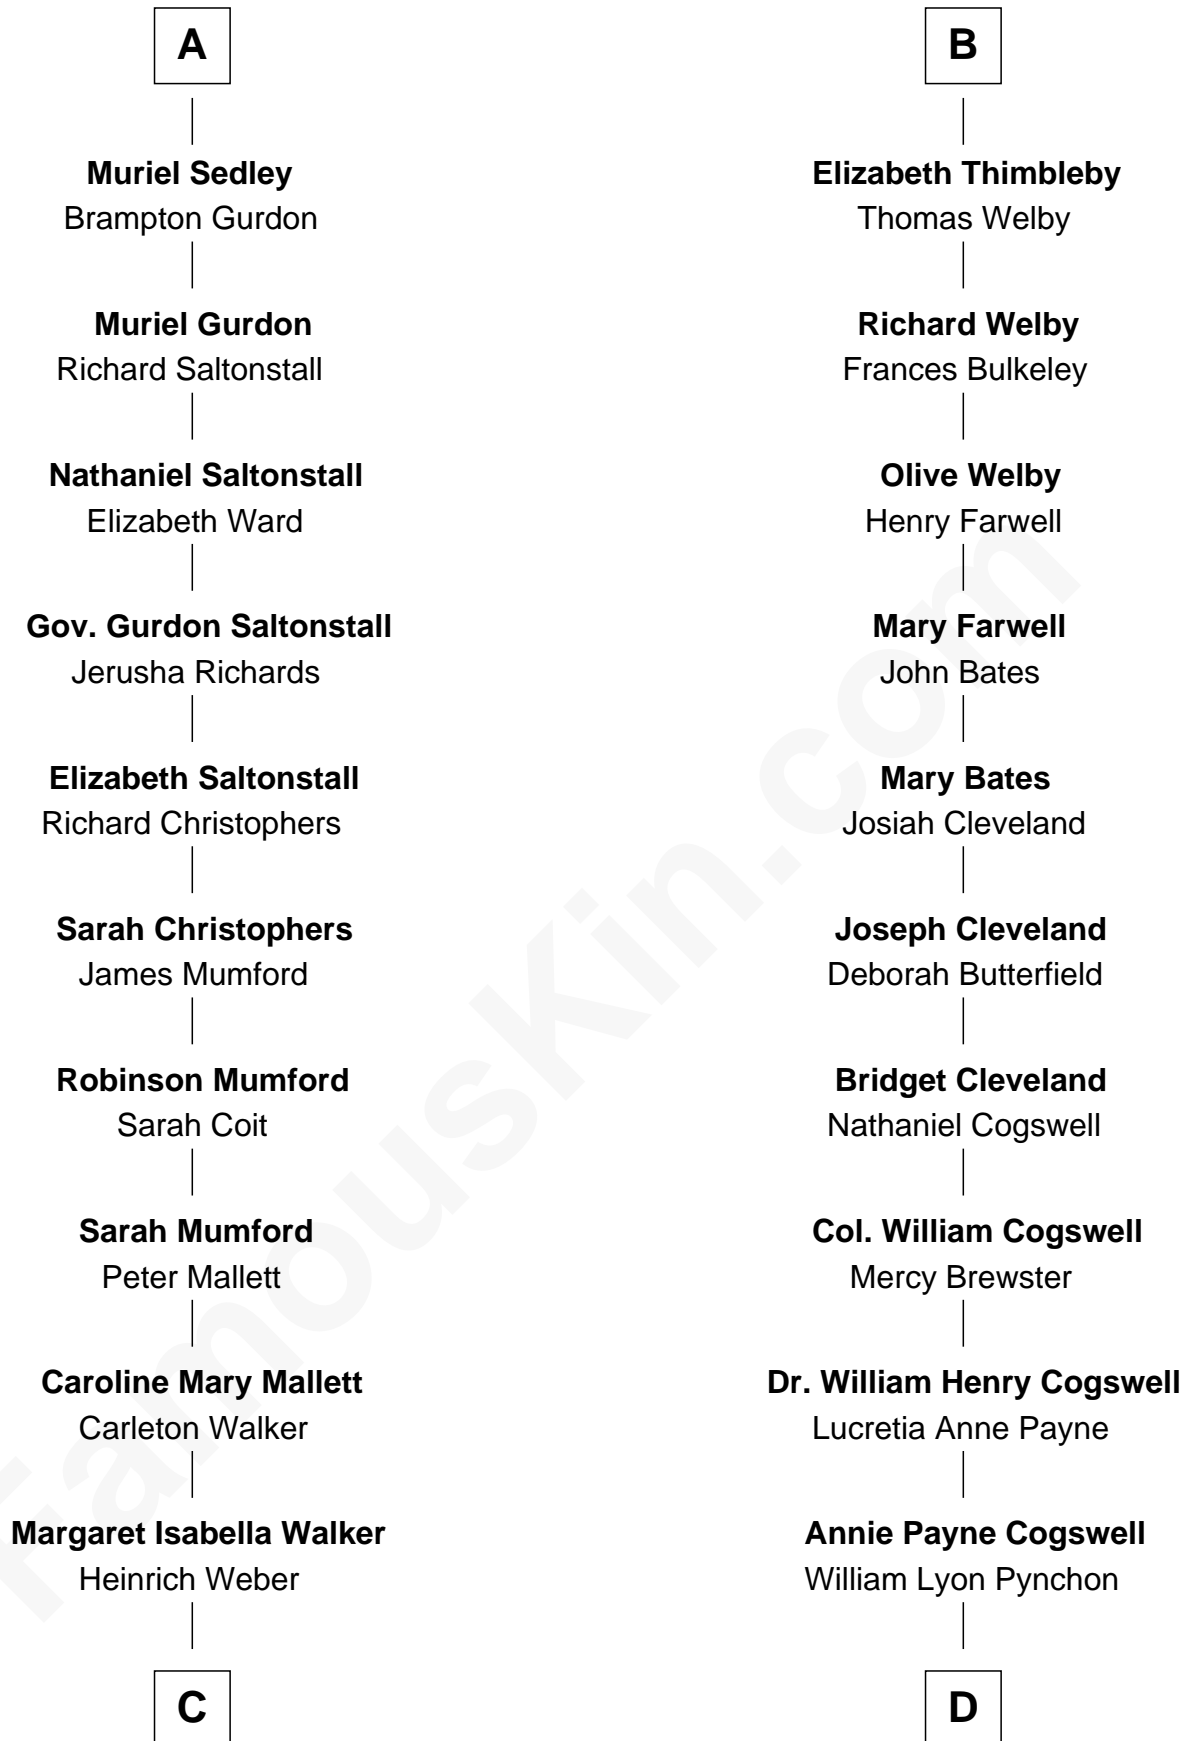 A
Muriel Sedley
Brampton Gurdon
Muriel Gurdon
Richard Saltonstall
Nathaniel Saltonstall
Elizabeth Ward
Gov. Gurdon Saltonstall
Jerusha Richards
Elizabeth Saltonstall
Richard Christophers
Sarah Christophers
James Mumford
Robinson Mumford
Sarah Coit
Sarah Mumford
Peter Mallett
Caroline Mary Mallett
Carleton Walker
Margaret Isabella Walker
Heinrich Weber
C
B
Elizabeth Thimbleby
Thomas Welby
Richard Welby
Frances Bulkeley
Olive Welby
Henry Farwell
Mary Farwell
John Bates
Mary Bates
Josiah Cleveland
Joseph Cleveland
Deborah Butterfield
Bridget Cleveland
Nathaniel Cogswell
Col. William Cogswell
Mercy Brewster
Dr. William Henry Cogswell
Lucretia Anne Payne
Annie Payne Cogswell
William Lyon Pynchon
D
FamousKin.com